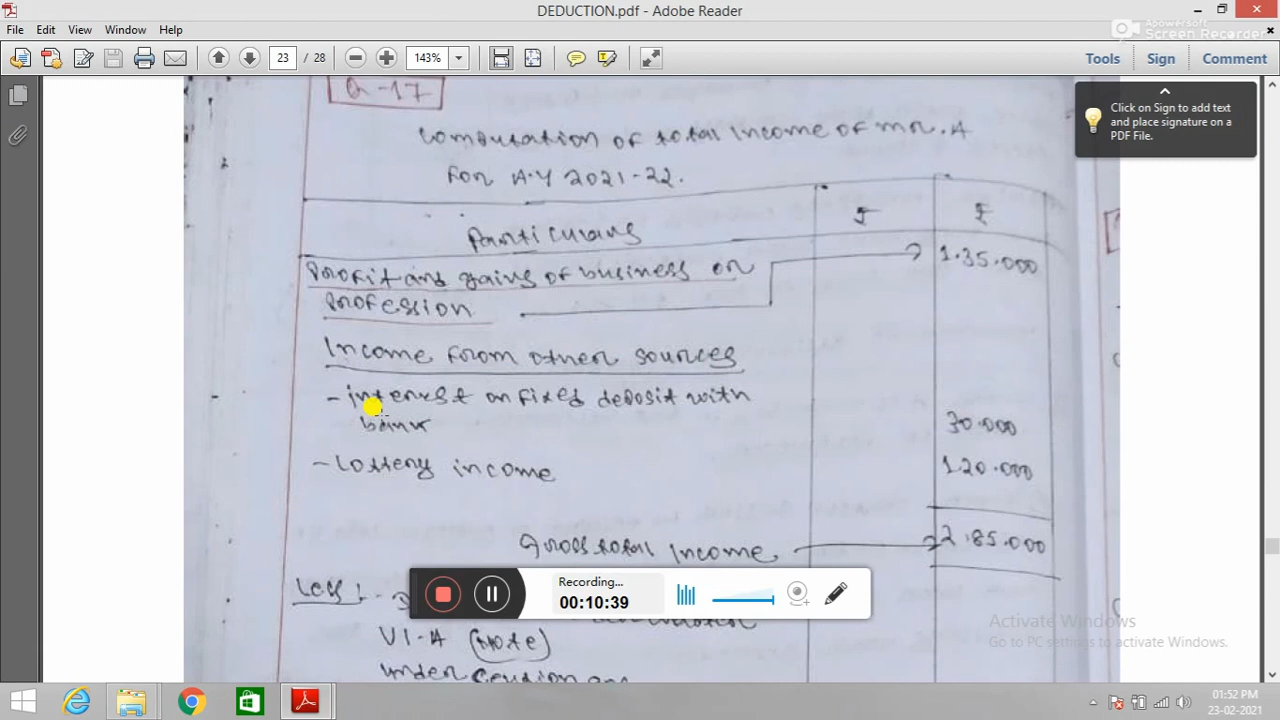 DEDUCTION.pdf - Adobe Reader
File Edit View Window Help
Apowersoft
Screen Recorder
23 / 28 143% Tools Sign Comment
Click on Sign to add text
and place signature on a
PDF File.
Q-17
Computation of total income of mr. A
For A.Y 2021-22.
Particulars ₹ ₹
Profit and gains of business or 1.35.000
Profession
Income from other sources
- interest on fixed deposit with
bank 30.000
- Lottery income 1.20.000
Gross total Income 2.85.000
Less :-
VI-A (Note)
under
Recording...
00:10:39
Activate Windows
Go to PC settings to activate Windows.
01:52 PM
23-02-2021